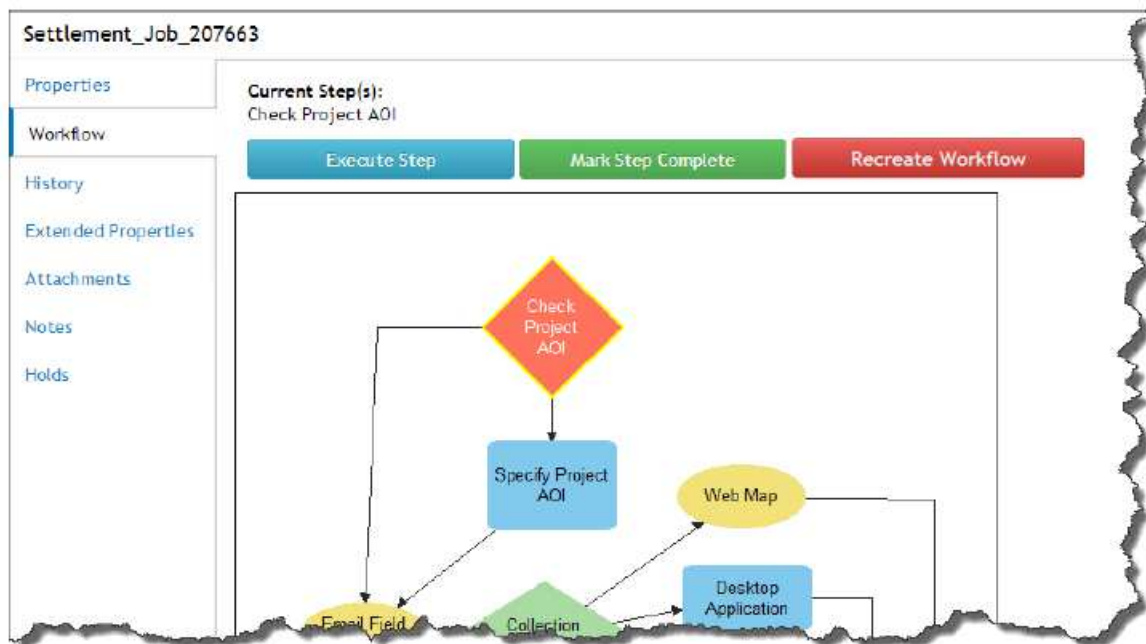 Settlement_Job_207663
Properties
Workflow
History
Extended Properties
Attachments
Notes
Holds
Current Step(s):
Check Project AOI
Execute Step
Mark Step Complete
Recreate Workflow
Check
Project
AOI
Specify Project
AOI
Web Map
Desktop
Application
Email Field
Collection